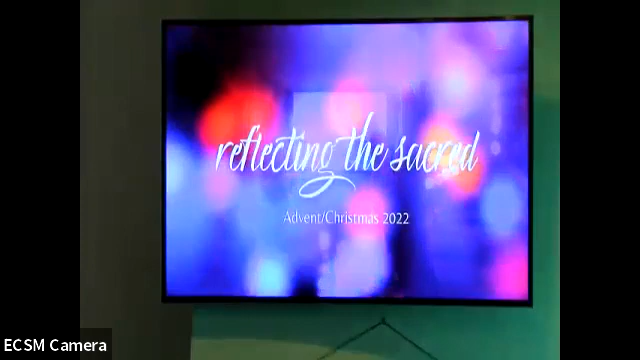 reflecting the sacred
Advent/Christmas 2022
ECSM Camera